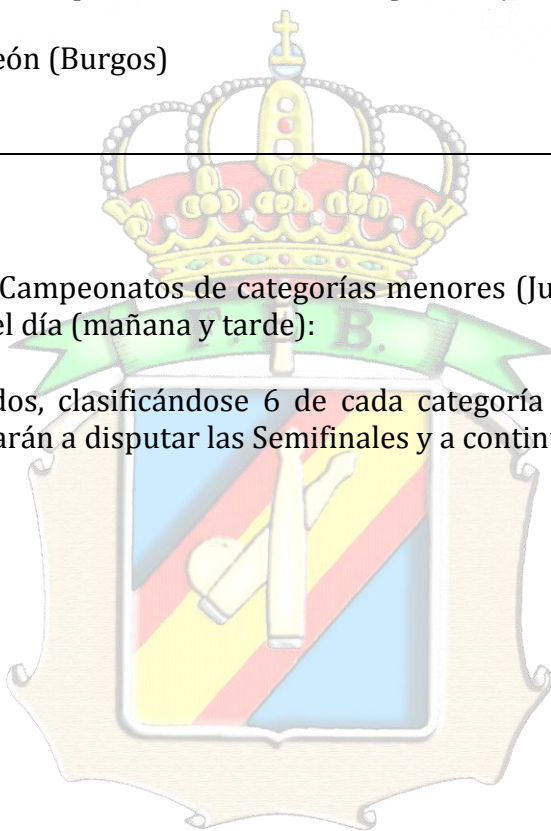 eón (Burgos)
Campeonatos de categorías menores (Ju
el día (mañana y tarde):
F. E. B.
dos, clasificándose 6 de cada categoría
arán a disputar las Semifinales y a contin